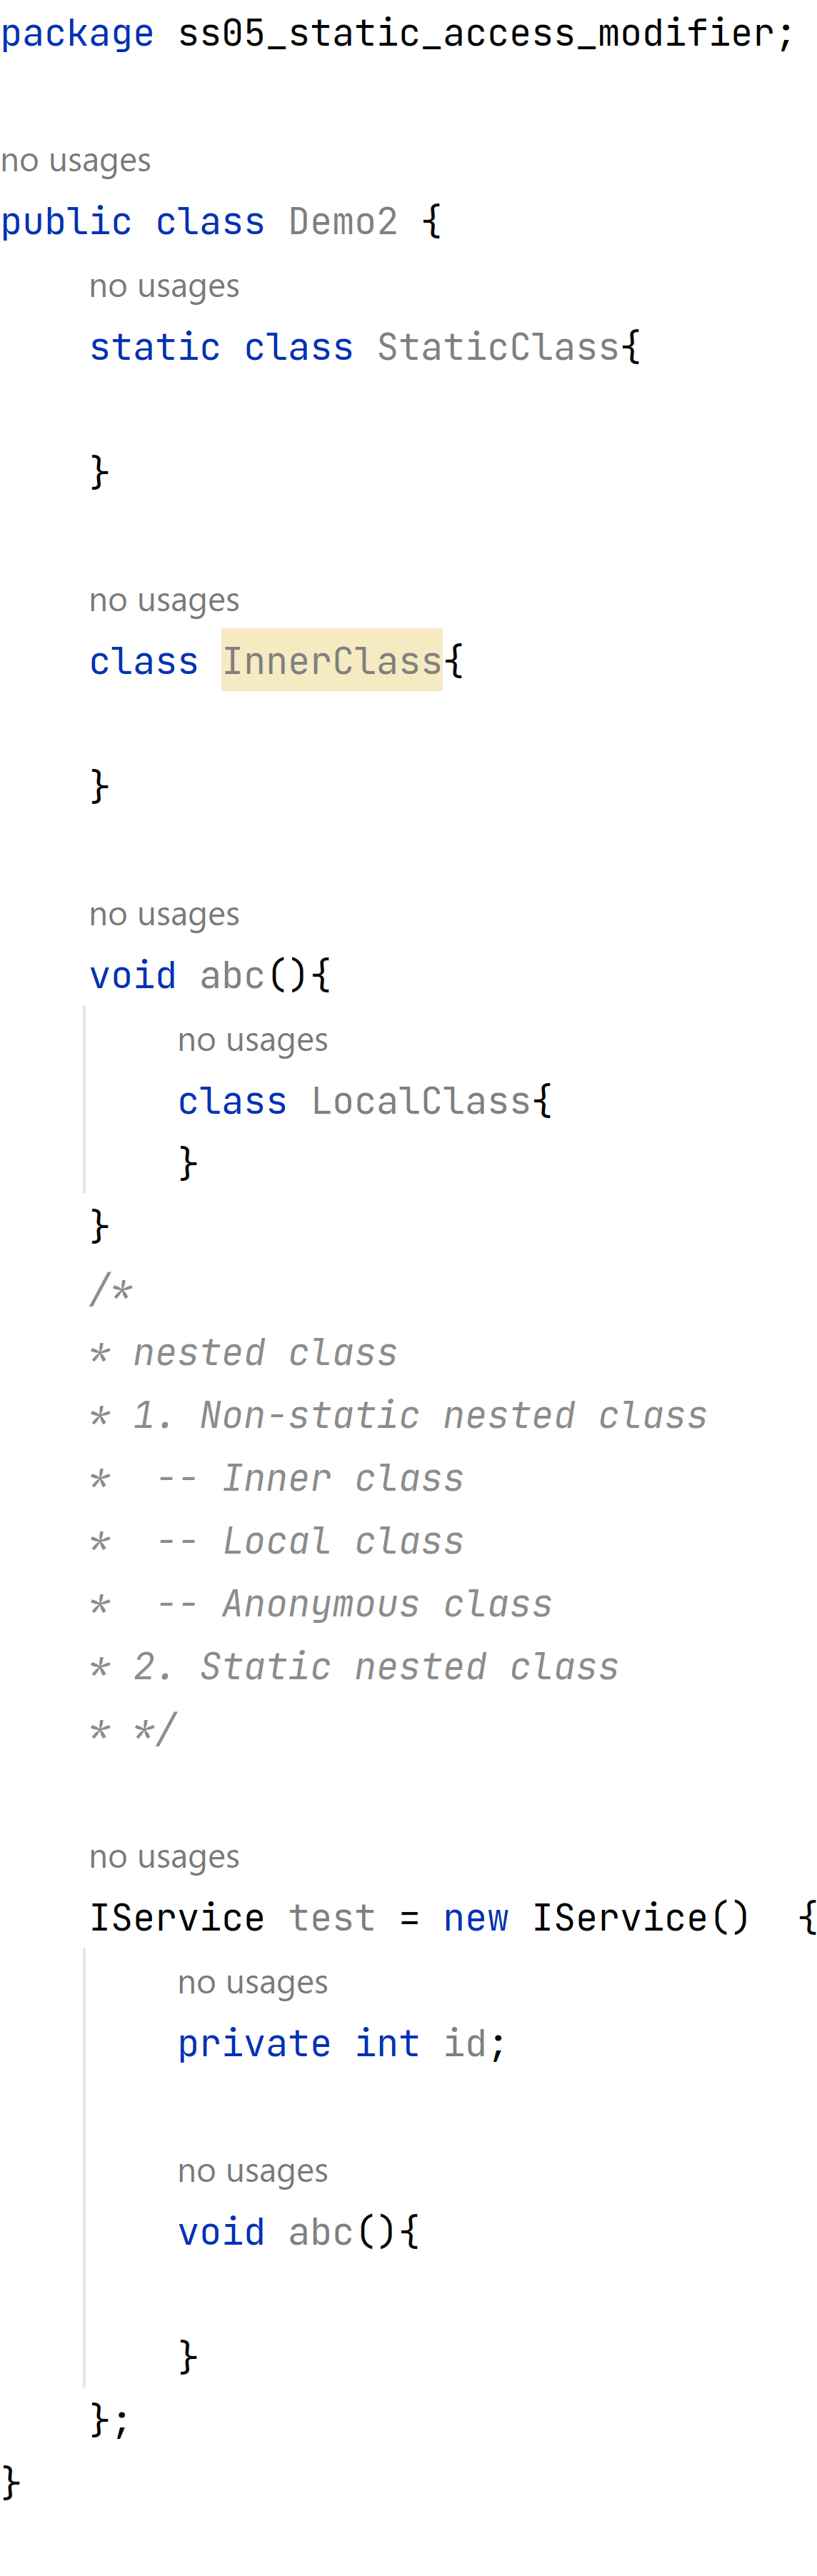 package ss05_static_access_modifier;
no usages
public class Demo2 {
no usages
static class StaticClass{
}
no usages
class InnerClass{
}
no usages
void abc(){
no usages
class LocalClass{
}
}
/*
* nested class
* 1. Non-static nested class
*  -- Inner class
*  -- Local class
*  -- Anonymous class
* 2. Static nested class
* */
no usages
IService test = new IService()  {
no usages
private int id;
no usages
void abc(){
}
};
}